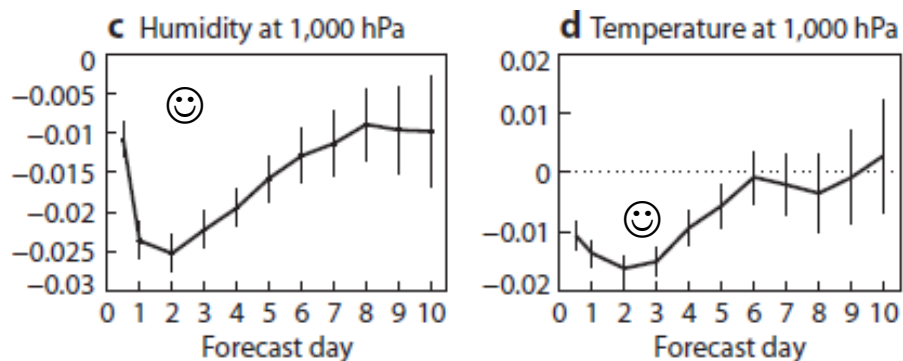 c Humidity at 1,000 hPa
0
−0.005
−0.01
−0.015
−0.02
−0.025
−0.03
0 1 2 3 4 5 6 7 8 9 10
Forecast day
d Temperature at 1,000 hPa
0.02
0.01
0
−0.01
−0.02
0 1 2 3 4 5 6 7 8 9 10
Forecast day